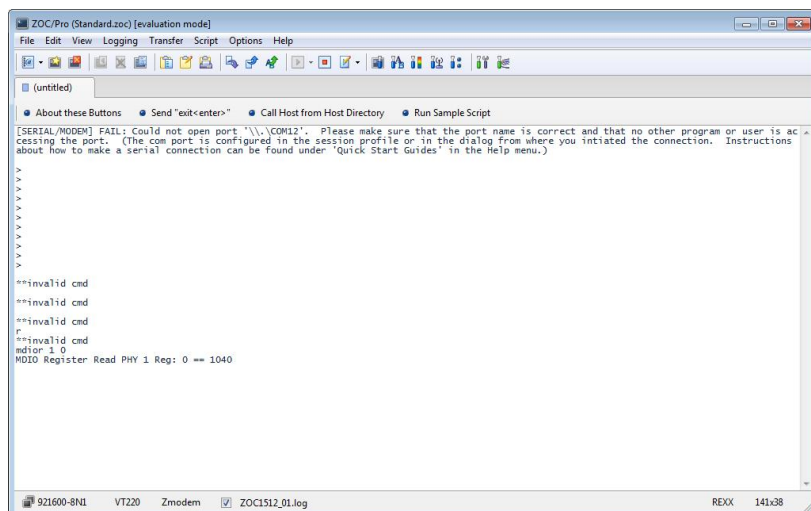 ZOC/Pro (Standard.zoc) [evaluation mode]
File Edit View Logging Transfer Script Options Help
(untitled)
About these Buttons Send "exit<enter>" Call Host from Host Directory Run Sample Script
[SERIAL/MODEM] FAIL: Could not open port '\\.\COM12'. Please make sure that the port name is correct and that no other program or user is ac
cessing the port. (The com port is configured in the session profile or in the dialog from where you intiated the connection. Instructions
about how to make a serial connection can be found under 'Quick Start Guides' in the Help menu.)
>
>
>
>
>
>
>
>
>
>
>
>
**invalid cmd
**invalid cmd
**invalid cmd
r
**invalid cmd
mdior 1 0
MDIO Register Read PHY 1 Reg: 0 == 1040
921600-8N1 VT220 Zmodem ZOC1512_01.log REXX 141x38